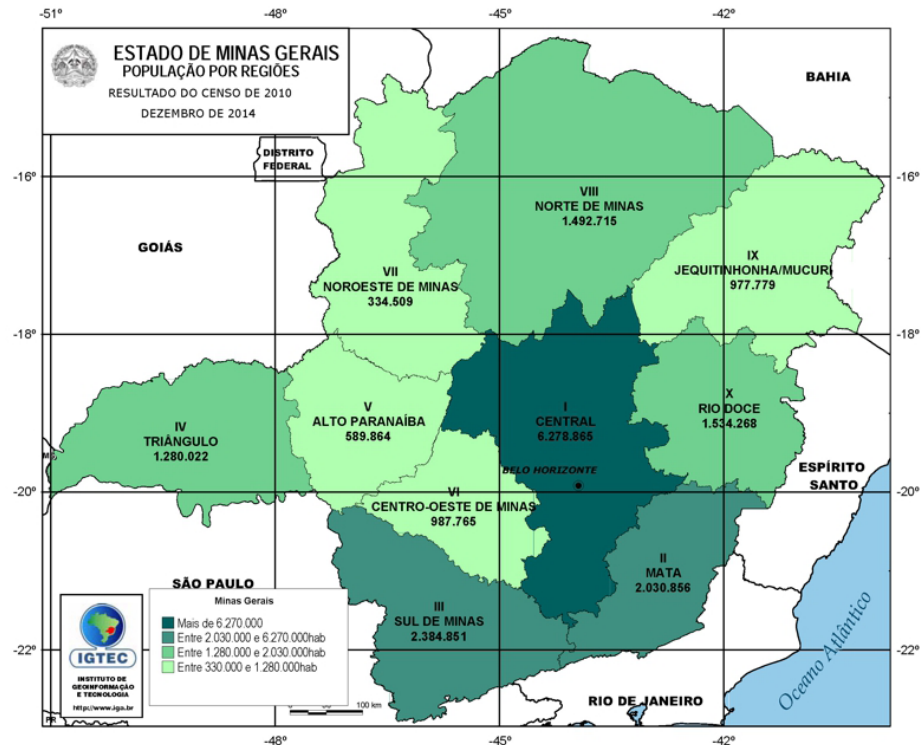 -51°
-48°
-45°
-42°
ESTADO DE MINAS GERAIS
POPULAÇÃO POR REGIÕES
RESULTADO DO CENSO DE 2010
DEZEMBRO DE 2014
BAHIA
DISTRITO
FEDERAL
-16°
-16°
VIII
NORTE DE MINAS
1.492.715
GOIÁS
IX
JEQUITINHONHA/MUCURI
977.779
VII
NOROESTE DE MINAS
334.509
-18°
-18°
V
ALTO PARANAÍBA
589.864
I
CENTRAL
6.278.865
X
RIO DOCE
1.534.268
IV
TRIÂNGULO
1.280.022
BELO HORIZONTE
ESPÍRITO
SANTO
-20°
-20°
VI
CENTRO-OESTE DE MINAS
987.765
II
MATA
2.030.856
SÃO PAULO
III
SUL DE MINAS
2.384.851
Minas Gerais
Mais de 6.270.000
Entre 2.030.000 e 6.270.000hab
Entre 1.280.000 e 2.030.000hab
Entre 330.000 e 1.280.000hab
IGTEC
INSTITUTO DE
GEOINFORMAÇÃO
E TECNOLOGIA
http://www.iga.br
-22°
-22°
Oceano Atlântico
RIO DE JANEIRO
100 km
PR
-48°
-45°
-42°